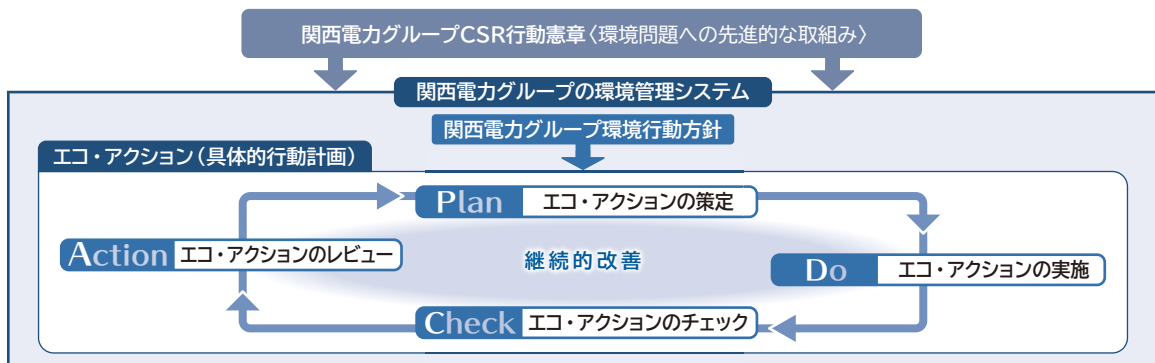 関西電力グループCSR行動憲章〈環境問題への先進的な取組み〉
関西電力グループの環境管理システム
関西電力グループ環境行動方針
エコ・アクション(具体的行動計画)
Plan エコ・アクションの策定
Action エコ・アクションのレビュー
継続的改善
Do エコ・アクションの実施
Check エコ・アクションのチェック